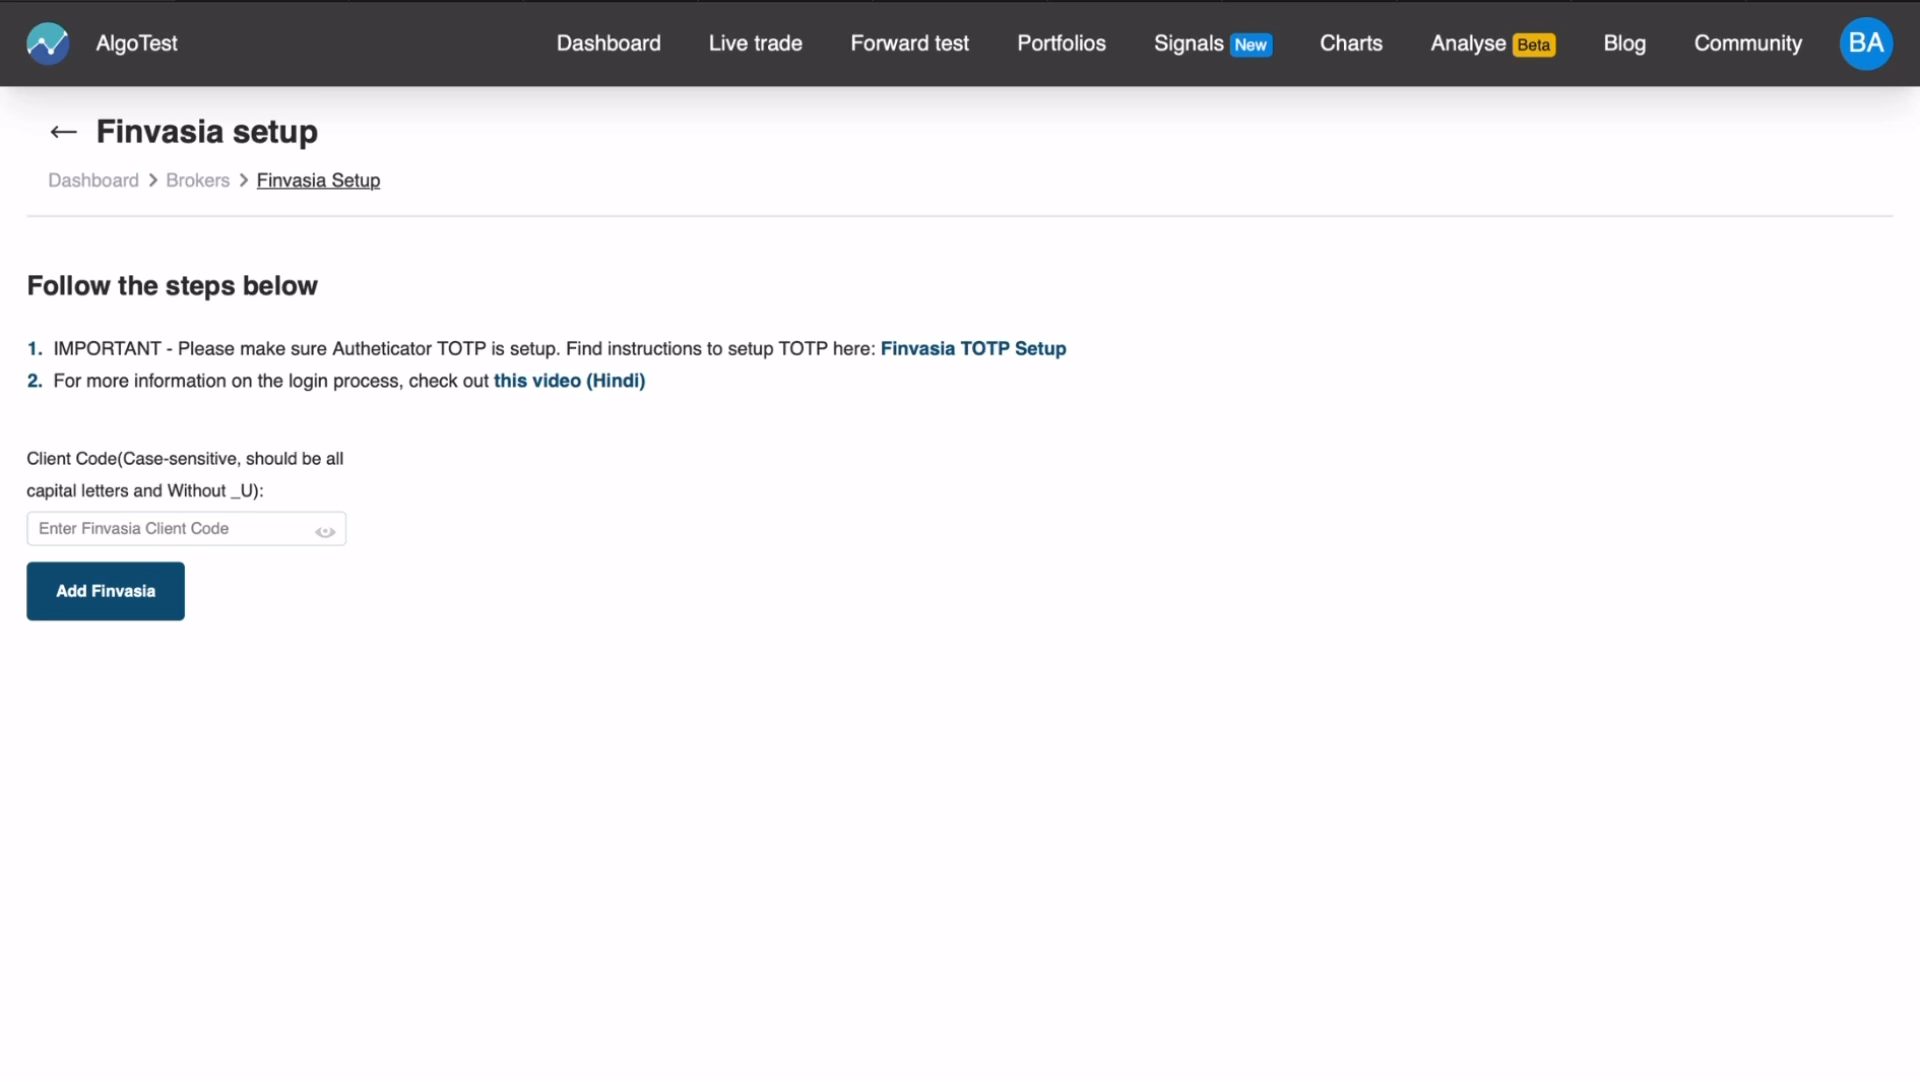 AlgoTest
Dashboard Live trade Forward test Portfolios Signals New Charts Analyse Beta Blog Community BA
← Finvasia setup
Dashboard > Brokers > Finvasia Setup
Follow the steps below
1. IMPORTANT - Please make sure Autheticator TOTP is setup. Find instructions to setup TOTP here: Finvasia TOTP Setup
2. For more information on the login process, check out this video (Hindi)
Client Code(Case-sensitive, should be all
capital letters and Without _U):
Enter Finvasia Client Code
Add Finvasia